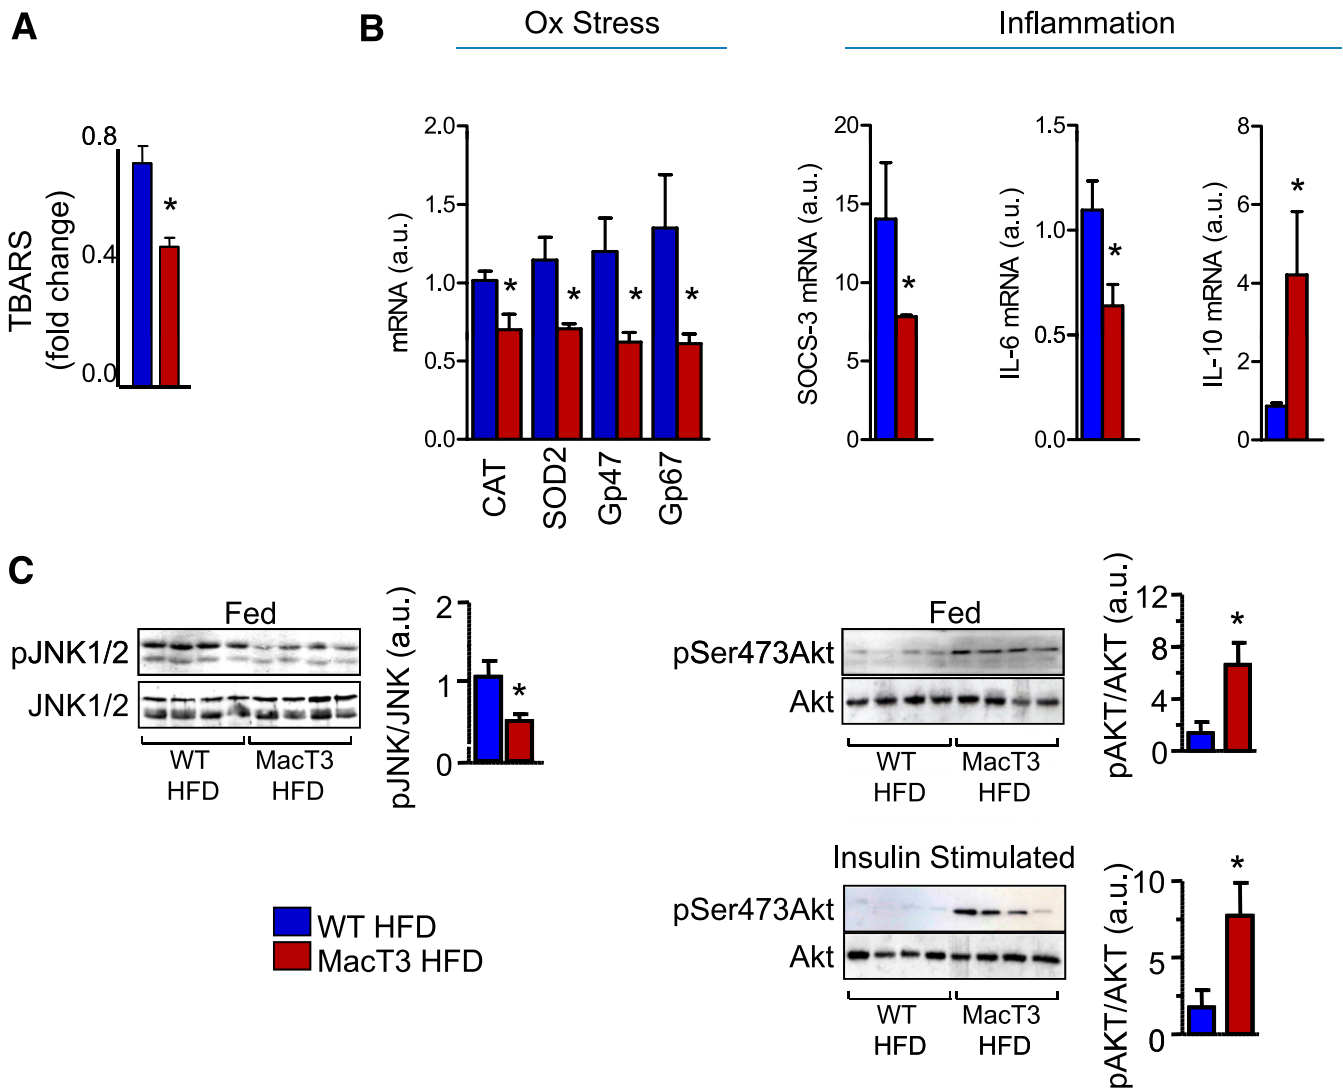 A
B
Ox Stress
Inflammation
TBARS
(fold change)
0.8
0.4
0.0
*
mRNA (a.u.)
2.0
1.5
1.0
0.5
0.0
* * * *
CAT
SOD2
Gp47
Gp67
SOCS-3 mRNA (a.u.)
20
15
10
5
0
*
IL-6 mRNA (a.u.)
1.5
1.0
0.5
0.0
*
IL-10 mRNA (a.u.)
8
6
4
2
0
*
C
Fed
pJNK1/2
JNK1/2
WT
HFD
MacT3
HFD
pJNK/JNK (a.u.)
2
1
0
*
Fed
pSer473Akt
Akt
WT
HFD
MacT3
HFD
pAKT/AKT (a.u.)
12
8
4
0
*
Insulin Stimulated
pSer473Akt
Akt
WT
HFD
MacT3
HFD
pAKT/AKT (a.u.)
10
5
0
*
WT HFD
MacT3 HFD